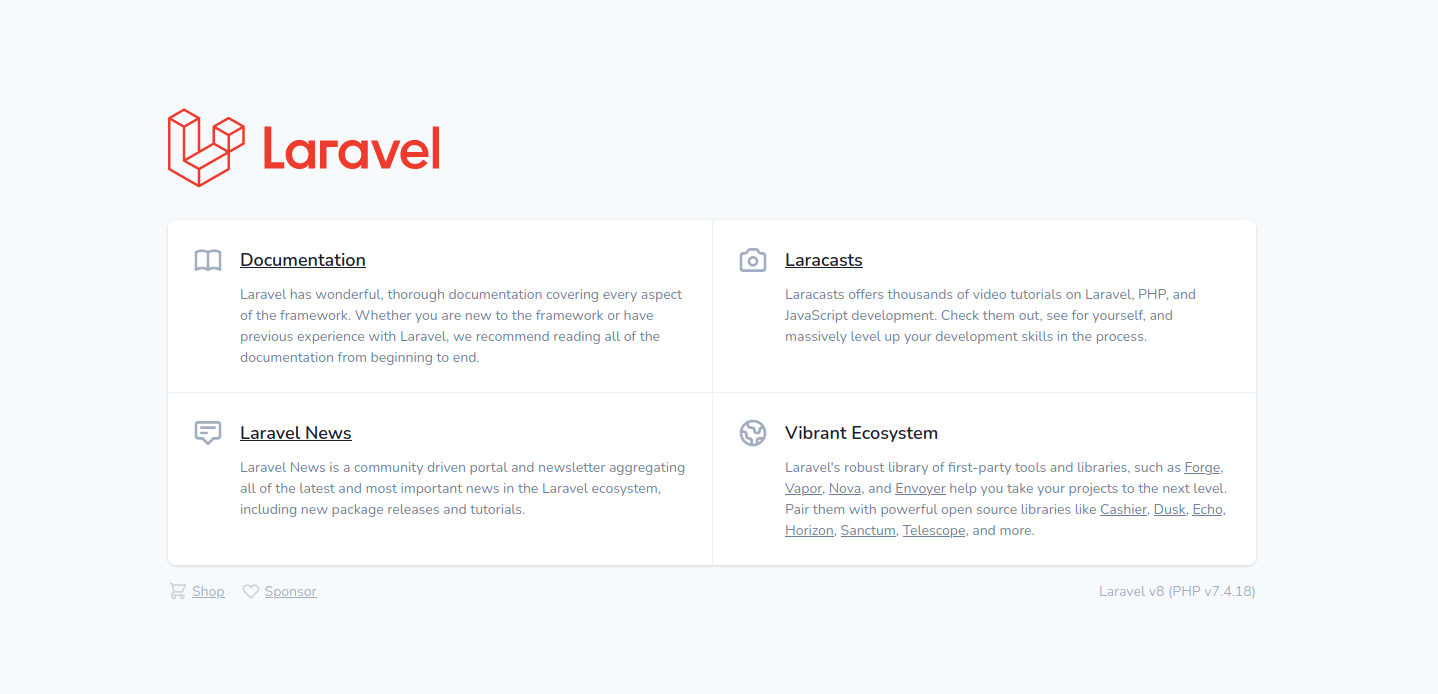 Laravel
Documentation
Laravel has wonderful, thorough documentation covering every aspect
of the framework. Whether you are new to the framework or have
previous experience with Laravel, we recommend reading all of the
documentation from beginning to end.
Laracasts
Laracasts offers thousands of video tutorials on Laravel, PHP, and
JavaScript development. Check them out, see for yourself, and
massively level up your development skills in the process.
Laravel News
Laravel News is a community driven portal and newsletter aggregating
all of the latest and most important news in the Laravel ecosystem,
including new package releases and tutorials.
Vibrant Ecosystem
Laravel's robust library of first-party tools and libraries, such as Forge,
Vapor, Nova, and Envoyer help you take your projects to the next level.
Pair them with powerful open source libraries like Cashier, Dusk, Echo,
Horizon, Sanctum, Telescope, and more.
Shop Sponsor Laravel v8 (PHP v7.4.18)